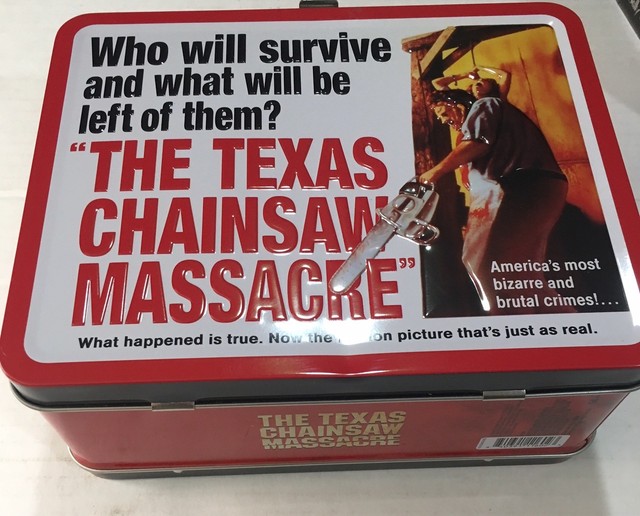 Who will survive
and what will be
left of them?
"THE TEXAS
CHAINSAW
MASSACRE"
America's most
bizarre and
brutal crimes!...
What happened is true. Now the motion picture that's just as real.
THE TEXAS
CHAINSAW
MASSACRE